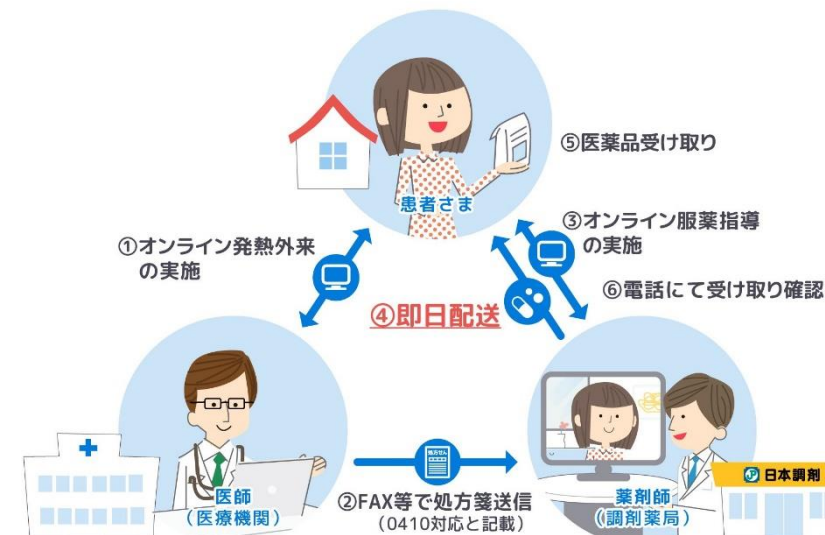 ⑤医薬品受け取り
患者さま
③オンライン服薬指導
の実施
①オンライン発熱外来
の実施
⑥電話にて受け取り確認
④即日配送
処方せん
日本調剤
医師
（医療機関）
②FAX等で処方箋送信
（0410対応と記載）
薬剤師
（調剤薬局）